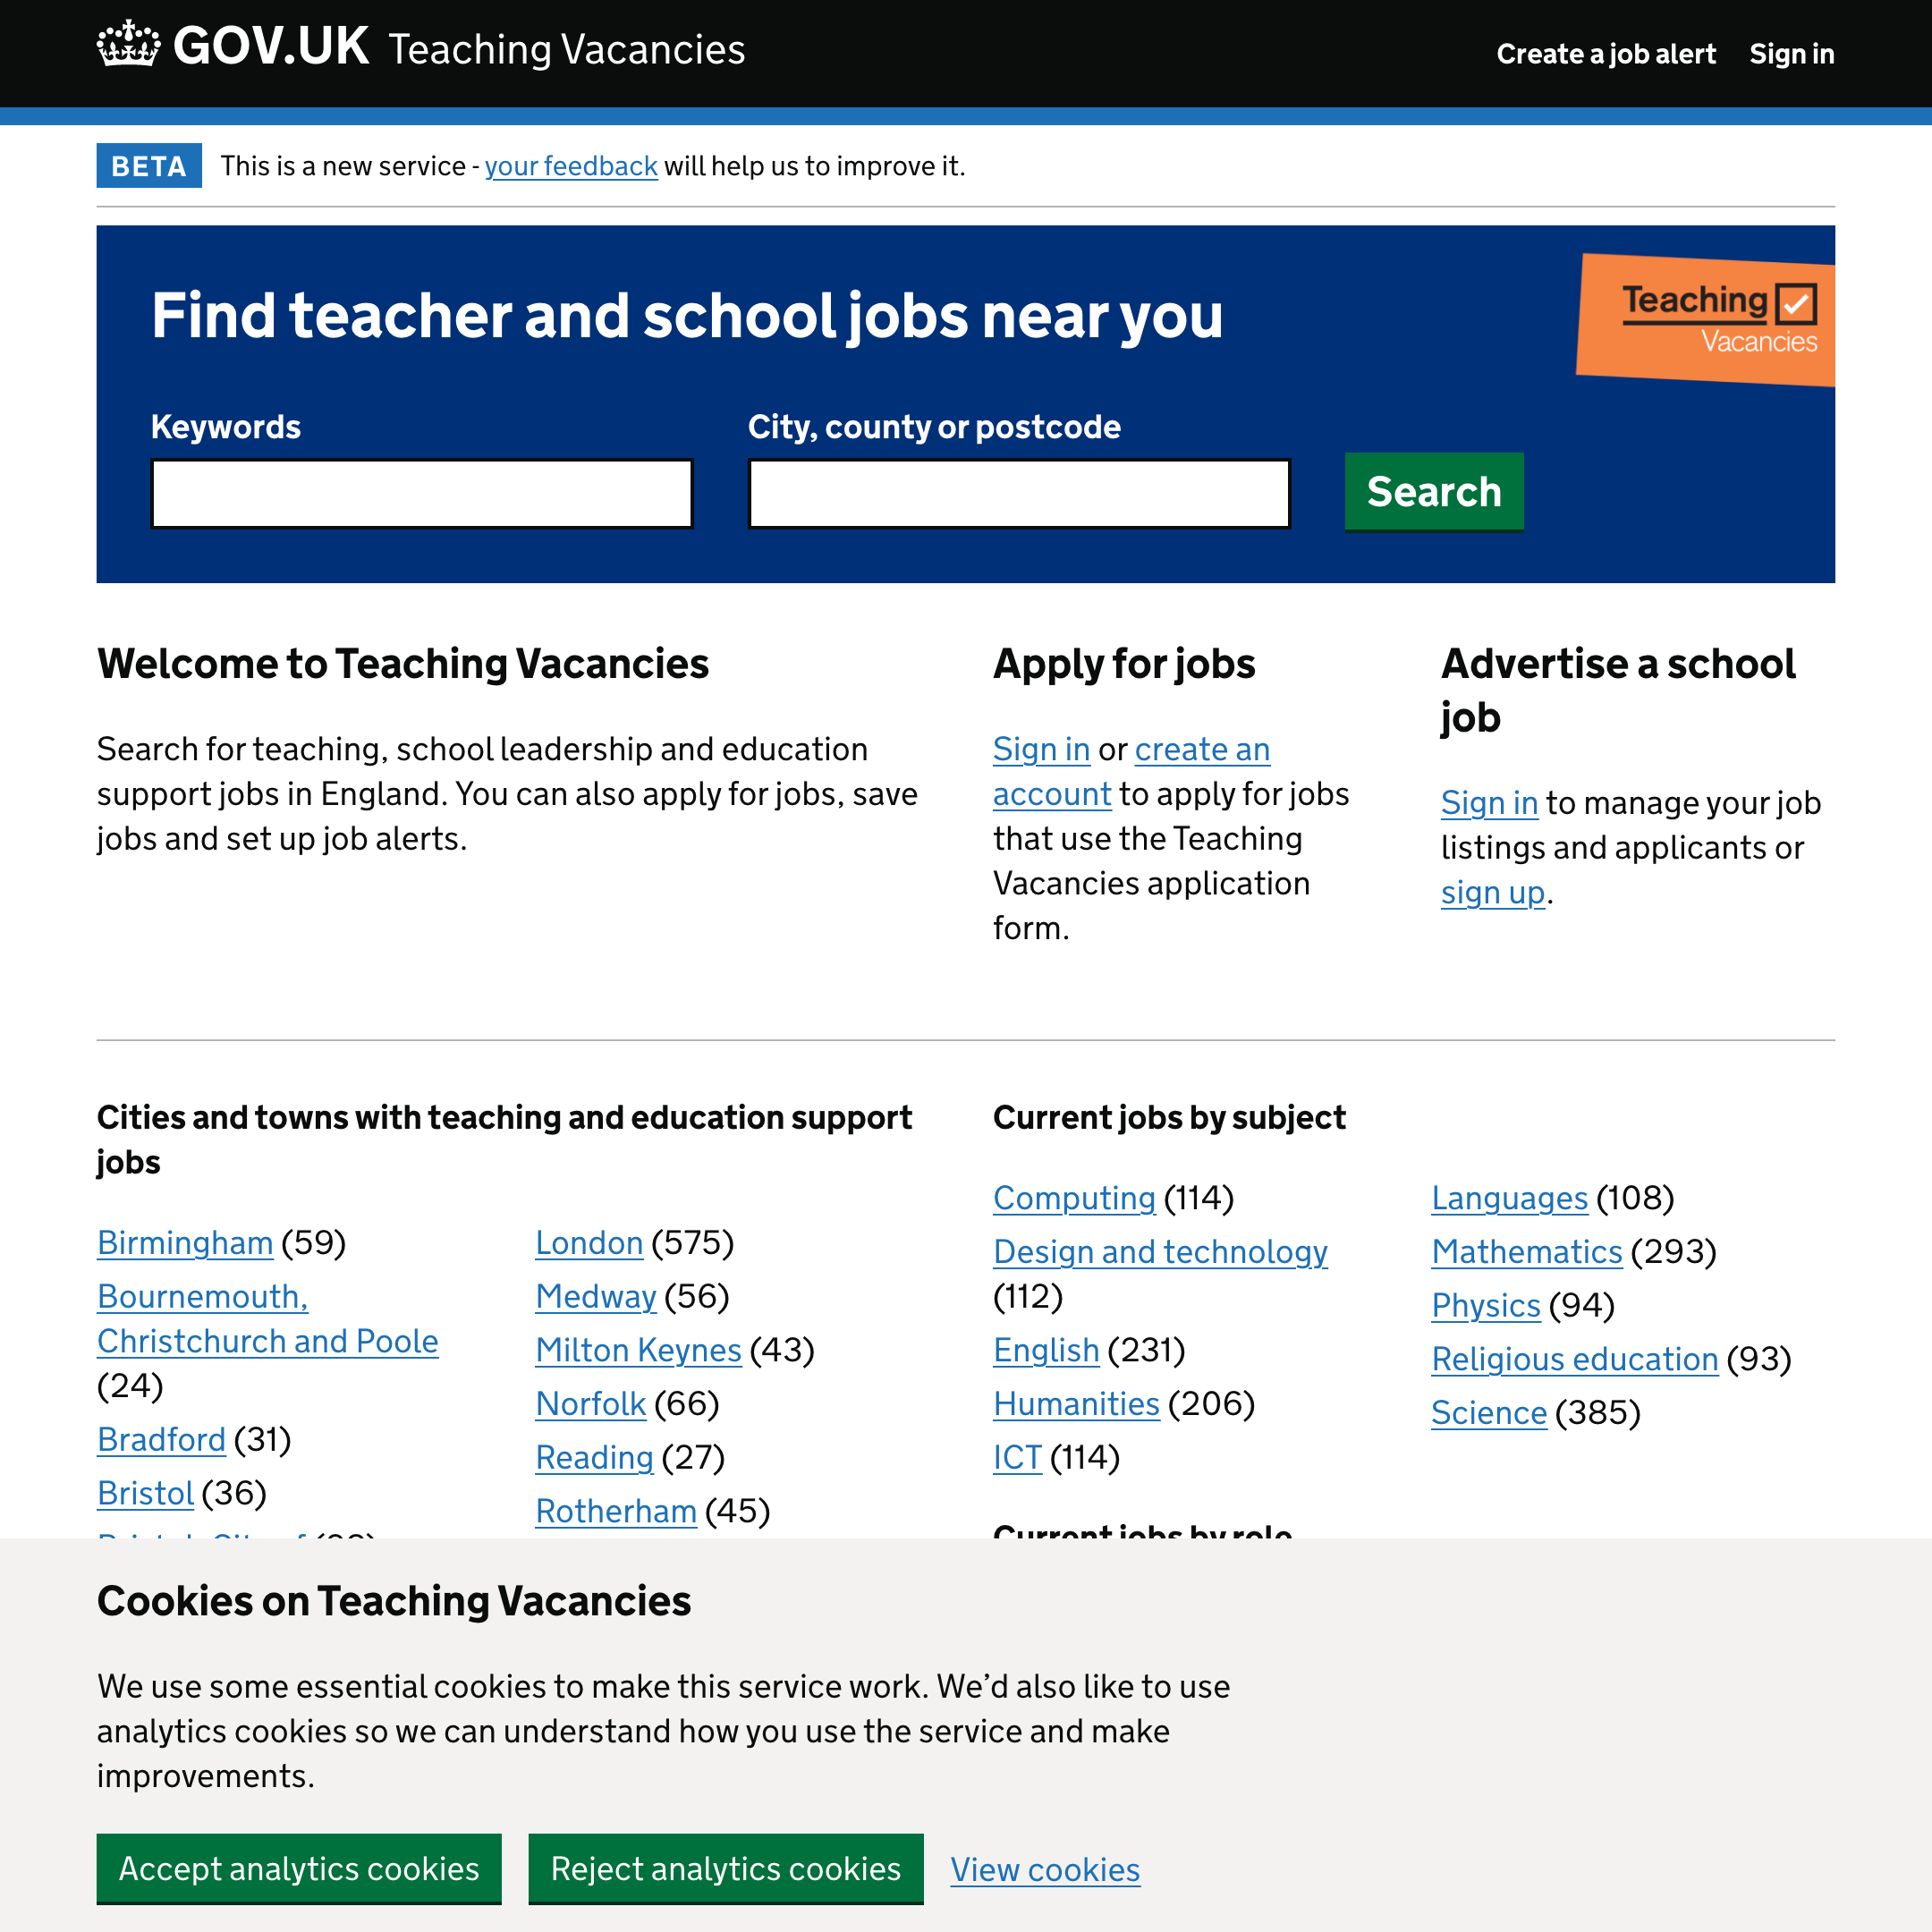 GOV.UK Teaching Vacancies
Create a job alert
Sign in
BETA
This is a new service - your feedback will help us to improve it.
Find teacher and school jobs near you
Teaching
Vacancies
Keywords
City, county or postcode
Search
Welcome to Teaching Vacancies
Search for teaching, school leadership and education
support jobs in England. You can also apply for jobs, save
jobs and set up job alerts.
Apply for jobs
Sign in or create an
account to apply for jobs
that use the Teaching
Vacancies application
form.
Advertise a school
job
Sign in to manage your job
listings and applicants or
sign up.
Cities and towns with teaching and education support
jobs
Birmingham (59)
Bournemouth,
Christchurch and Poole
(24)
Bradford (31)
Bristol (36)
London (575)
Medway (56)
Milton Keynes (43)
Norfolk (66)
Reading (27)
Rotherham (45)
Current jobs by subject
Computing (114)
Design and technology
(112)
English (231)
Humanities (206)
ICT (114)
Languages (108)
Mathematics (293)
Physics (94)
Religious education (93)
Science (385)
Current jobs by role
Cookies on Teaching Vacancies
We use some essential cookies to make this service work. We’d also like to use
analytics cookies so we can understand how you use the service and make
improvements.
Accept analytics cookies
Reject analytics cookies
View cookies